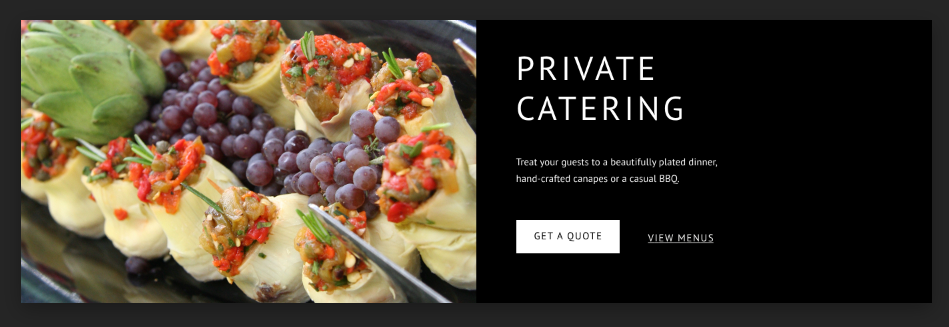 PRIVATE
CATERING
Treat your guests to a beautifully plated dinner,
hand-crafted canapes or a casual BBQ.
GET A QUOTE VIEW MENUS